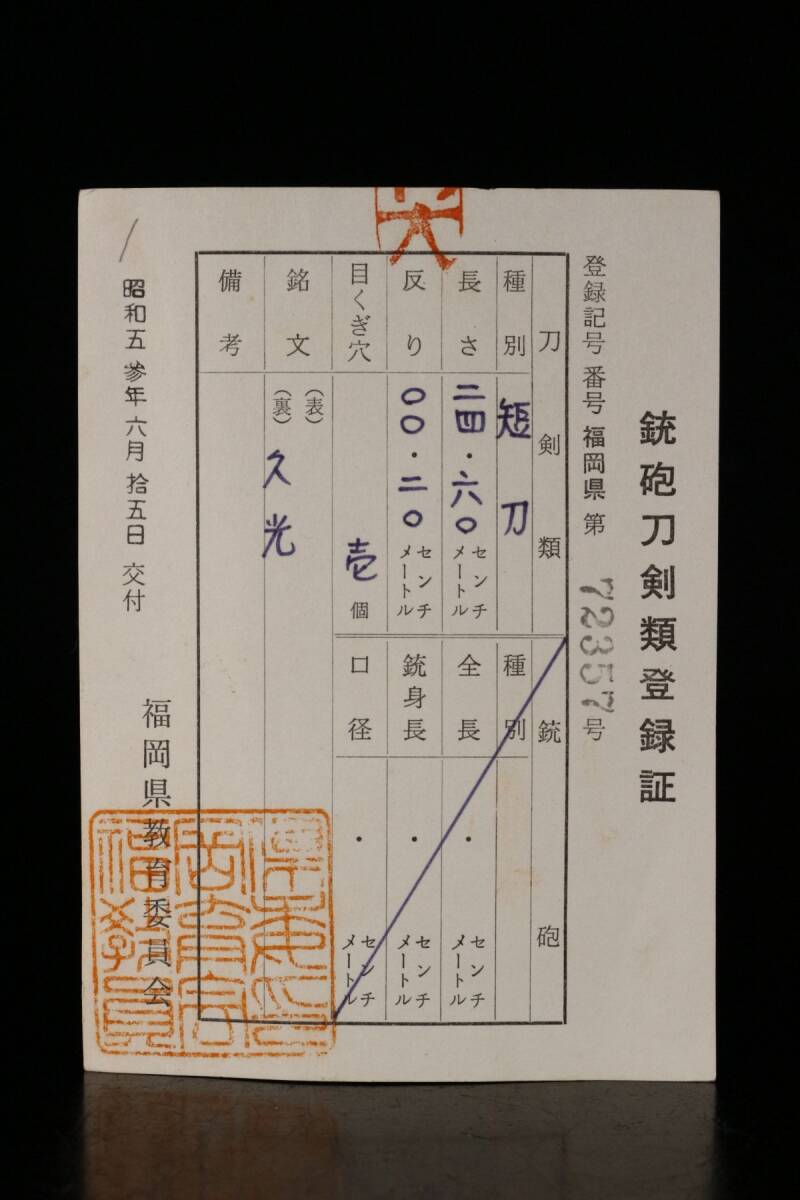 銃砲刀剣類登録証
登録記号番号福岡県第72357号
刀剣類
種別 短刀
長さ 二四・六〇 センチメートル
反り 〇〇・二〇 センチメートル
目くぎ穴 壱個
銘文 (表) (裏) 久光
備考
銃砲
種別
全長 ・ センチメートル
銃身長 ・ センチメートル
口径 ・ センチメートル
昭和五参年六月拾五日交付
福岡県教育委員会